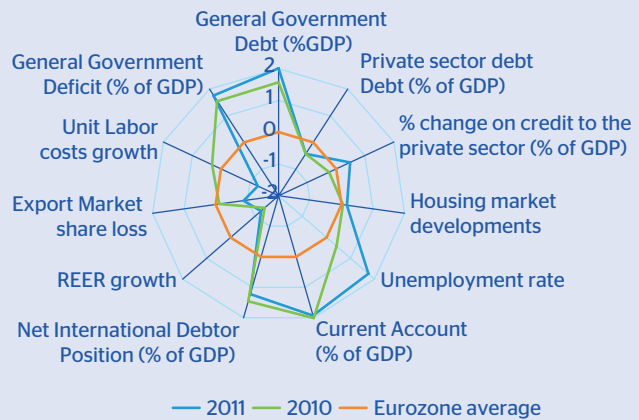 General Government
Debt (%GDP)
General Government
Deficit (% of GDP)
Private sector debt
Debt (% of GDP)
2
1
0
-1
-2
Unit Labor
costs growth
% change on credit to the
private sector (% of GDP)
Export Market
share loss
Housing market
developments
REER growth
Unemployment rate
Net International Debtor
Position (% of GDP)
Current Account
(% of GDP)
2011
2010
Eurozone average